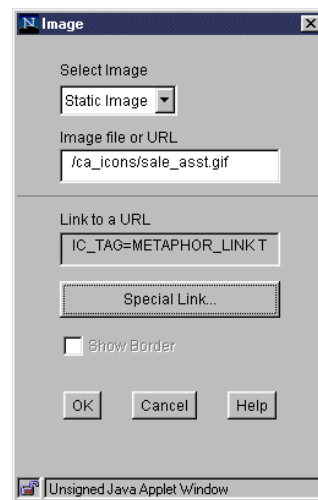 Image
Select Image
Static Image
Image file or URL
/ca_icons/sale_asst.gif
Link to a URL
IC_TAG=METAPHOR_LINK T
Special Link...
Show Border
OK Cancel Help
Unsigned Java Applet Window